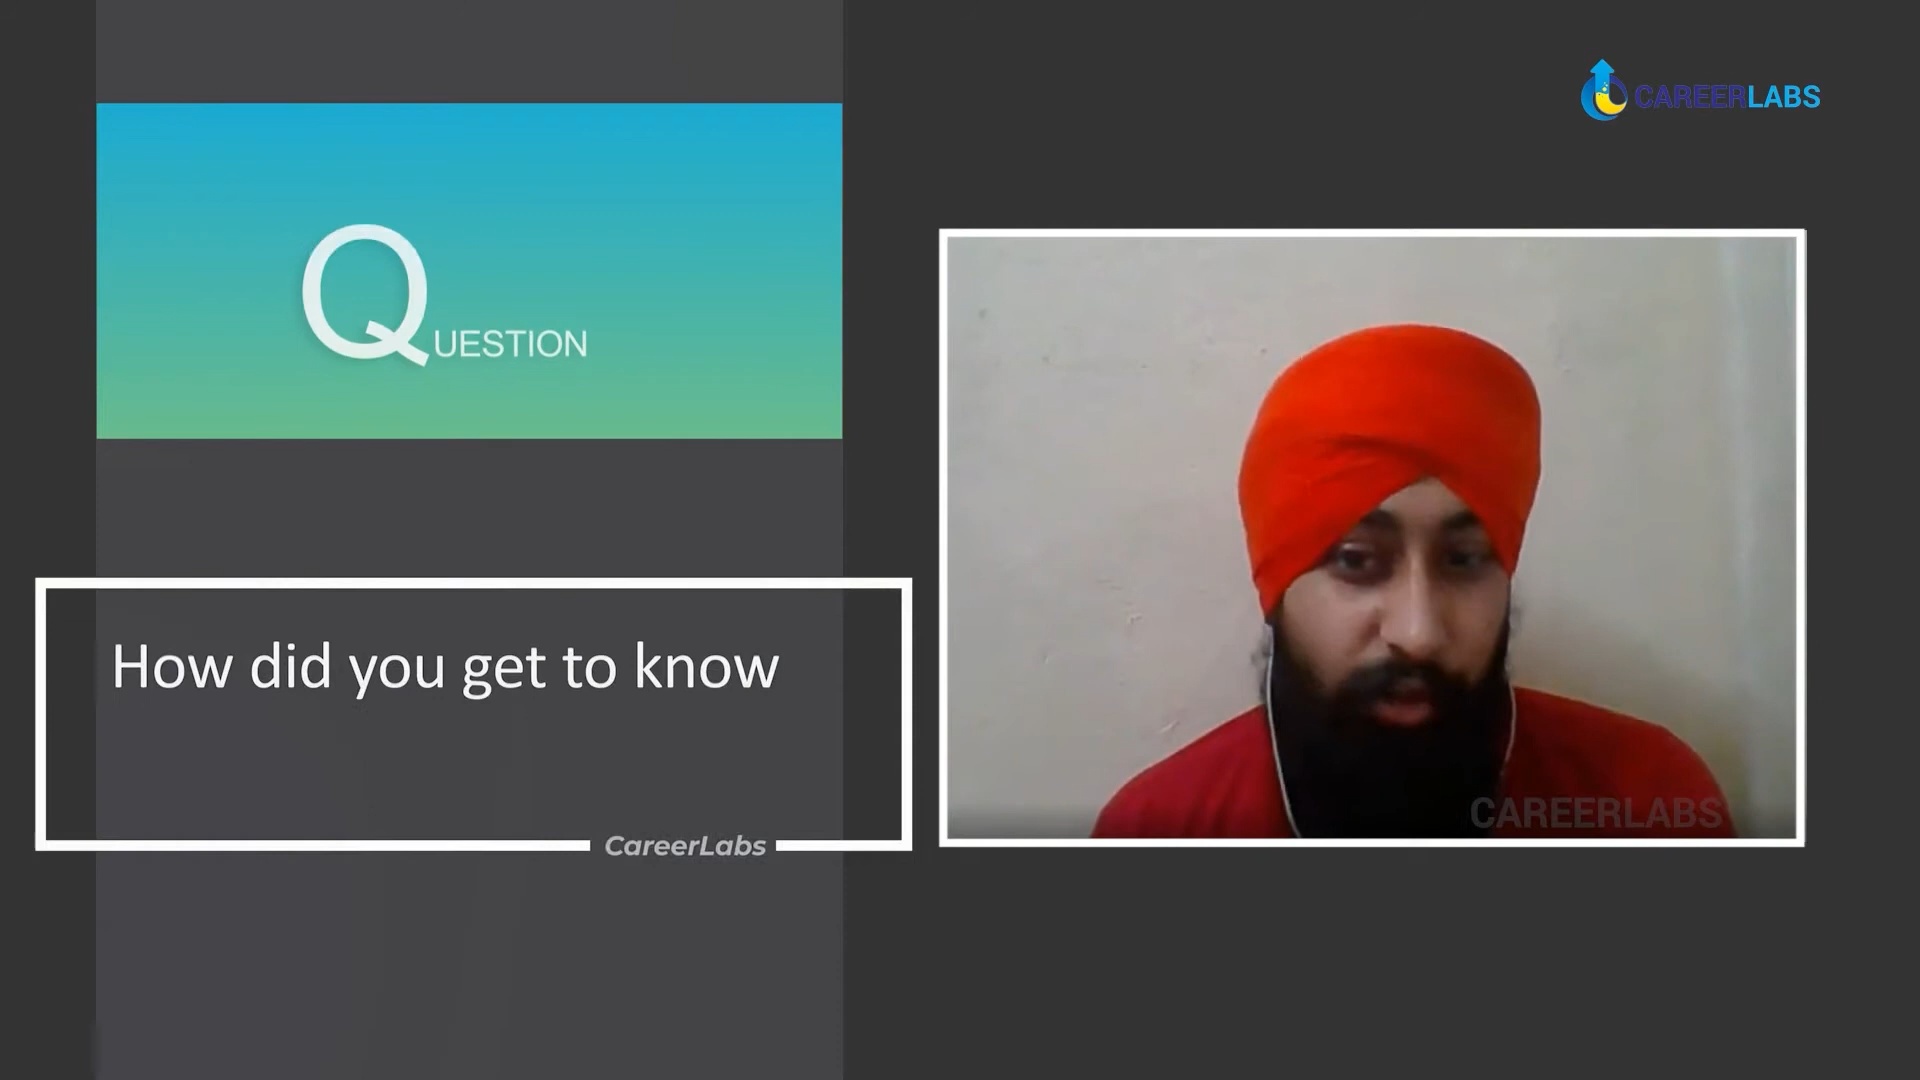 CAREERLABS
QUESTION
How did you get to know
CareerLabs
CAREERLABS